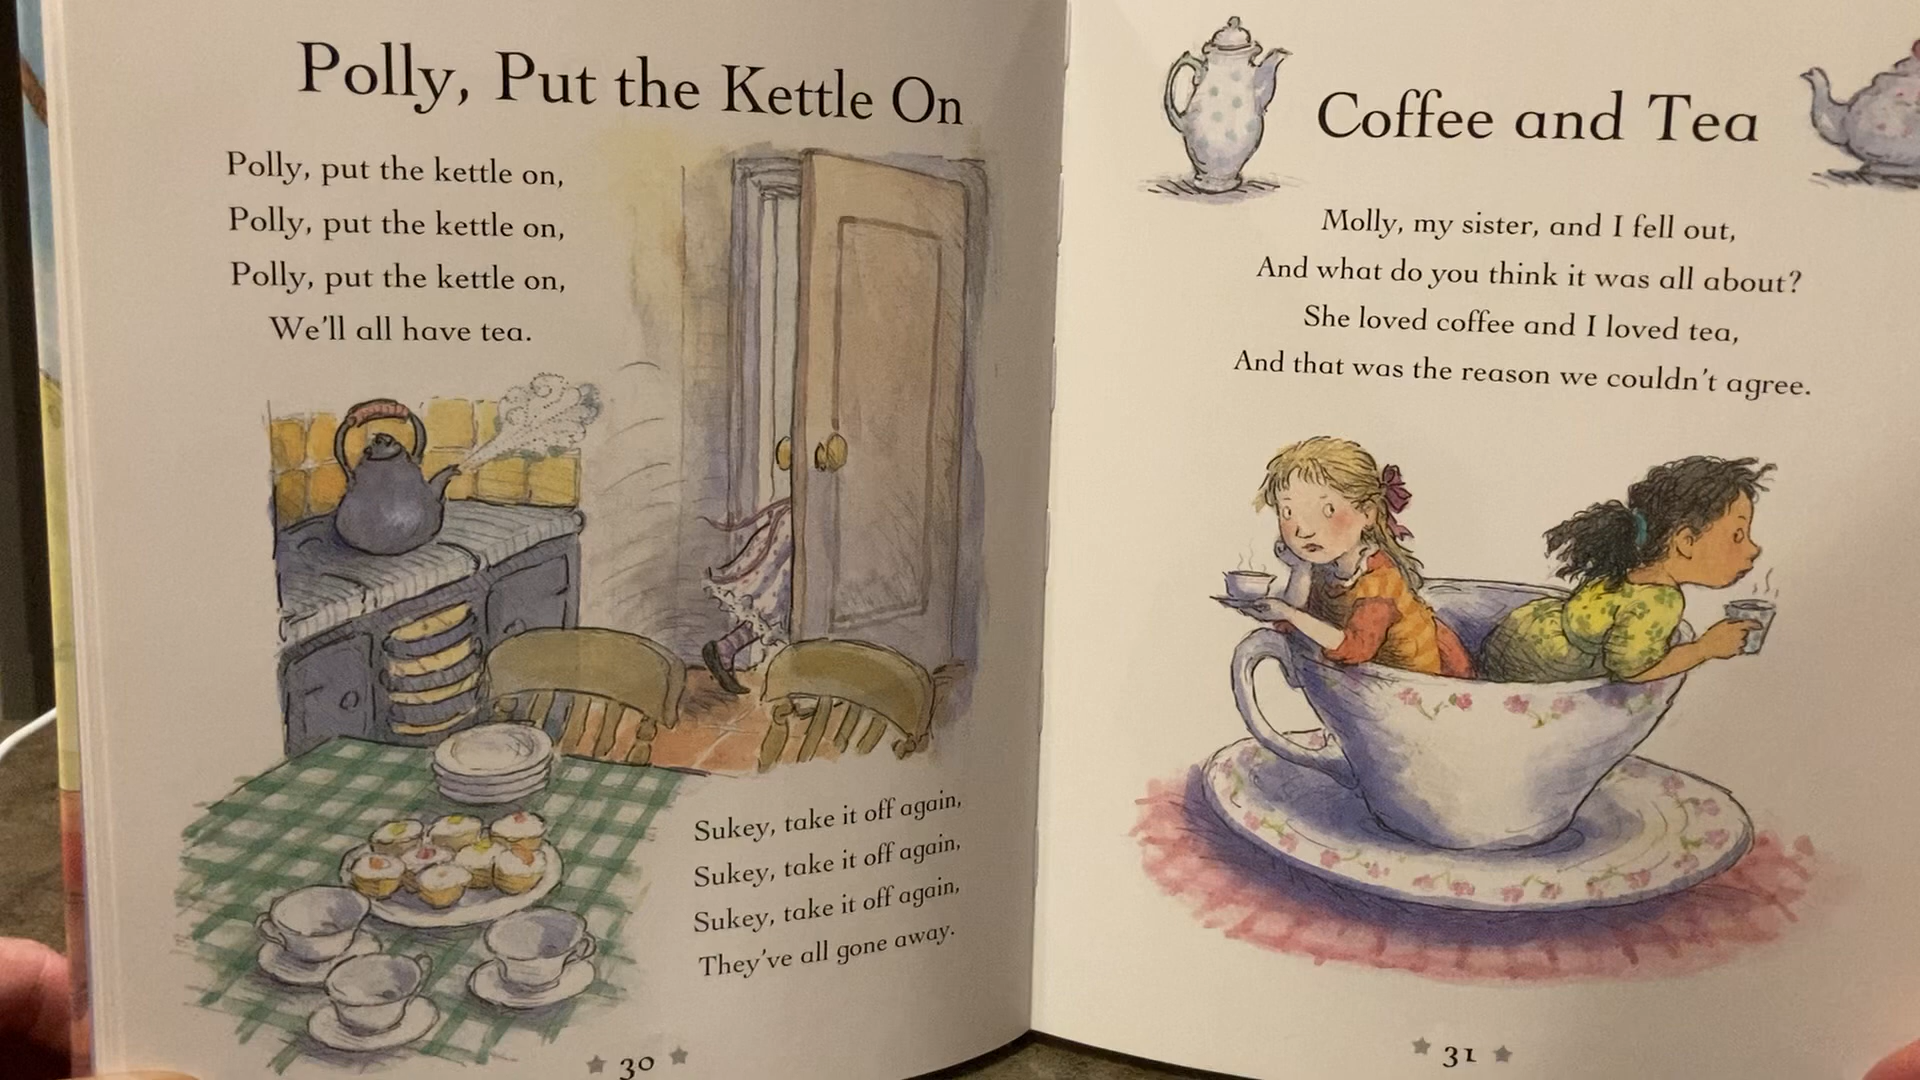 Polly, Put the Kettle On
Polly, put the kettle on,
Polly, put the kettle on,
Polly, put the kettle on,
We'll all have tea.
Sukey, take it off again,
Sukey, take it off again,
Sukey, take it off again,
They've all gone away.
30
Coffee and Tea
Molly, my sister, and I fell out,
And what do you think it was all about?
She loved coffee and I loved tea,
And that was the reason we couldn't agree.
31